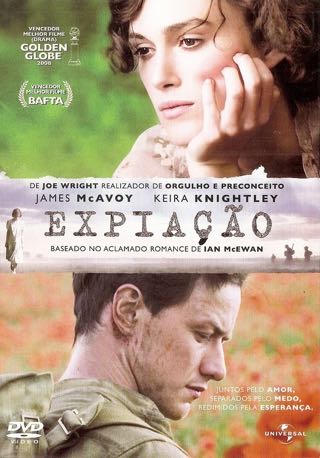 VENCEDOR
MELHOR FILME
(DRAMA)
GOLDEN
GLOBE
2008
VENCEDOR
MELHOR FILME
BAFTA
DE JOE WRIGHT REALIZADOR DE ORGULHO E PRECONCEITO
JAMES McAVOY KEIRA KNIGHTLEY
EXPIAÇÃO
BASEADO NO ACLAMADO ROMANCE DE IAN McEWAN
JUNTOS PELO AMOR,
SEPARADOS PELO MEDO,
REDIMIDOS PELA ESPERANÇA.
DVD
VIDEO
UNIVERSAL